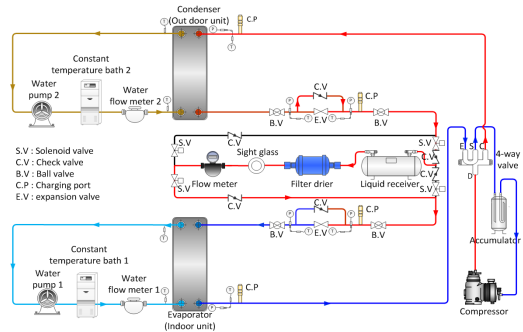 Condenser
(Out door unit)
C.P
T
T
P
Constant
temperature bath 2
Water
pump 2
Water
flow meter 2
T
C.V
C.P
P
P
B.V
E.V
B.V
T
T
S.V : Solenoid valve
C.V : Check valve
B.V : Ball valve
C.P : Charging port
E.V : expansion valve
C.V
S.V
Sight glass
S.V
C.V
C.V
Flow meter
Filter drier
Liquid receiver
S.V
S.V
C.V
E
S
C
D
4-way
valve
Accumulator
Compressor
C.V
C.P
P
P
B.V
E.V
B.V
T
T
Constant
temperature bath 1
Water
pump 1
Water
flow meter 1
T
T
P
T
C.P
Evaporator
(Indoor unit)